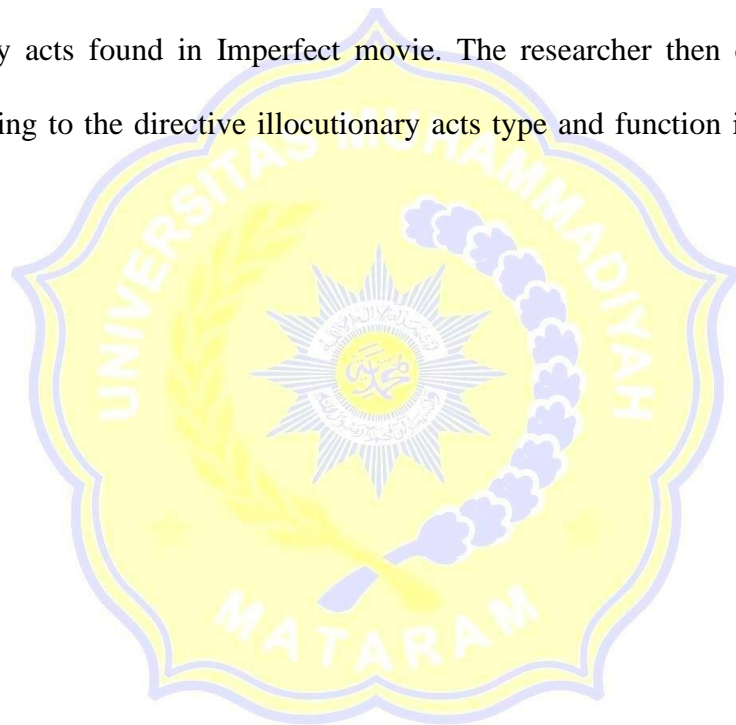 y acts found in Imperfect movie. The researcher then
ing to the directive illocutionary acts type and function i
UNIVERSITAS MUHAMMADIYAH
MATARAM